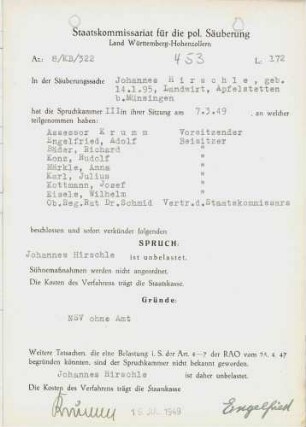 Staatskommissariat für die pol. Säuberung
Land Württemberg-Hohenzollern
Az: 8/KB/322 453 L 172
In der Säuberungssache Johannes Hirschle, geb.
14.1.95, Landwirt, Apfelstetten
b.Münsingen
hat die Spruchkammer III in ihrer Sitzung am 7.3.49, an welcher
teilgenommen haben:
Assessor Krumm Vorsitzender
Engelfried, Adolf Beisitzer
Bäder, Richard "
Konz, Rudolf "
Härkle, Anna "
Karl, Julius "
Kottmann, Josef "
Eisele, Wilhelm "
Ob.Reg.Rat Dr.Schmid Vertr.d.Staatskommissars
beschlossen und sofort verkündet folgenden
SPRUCH:
Johannes Hirschle ist unbelastet.
Sühnemaßnahmen werden nicht angeordnet.
Die Kosten des Verfahrens trägt die Staatskasse.
Gründe:
NSV ohne Amt
Weitere Tatsachen, die eine Belastung i. S. der Art. 4-7 der RAO vom 25. 4. 47
begründen können, sind der Spruchkammer nicht bekannt geworden.
Johannes Hirschle ist daher unbelastet.
Die Kosten des Verfahrens trägt die Staatskasse
Krumm 1949 Engelfried